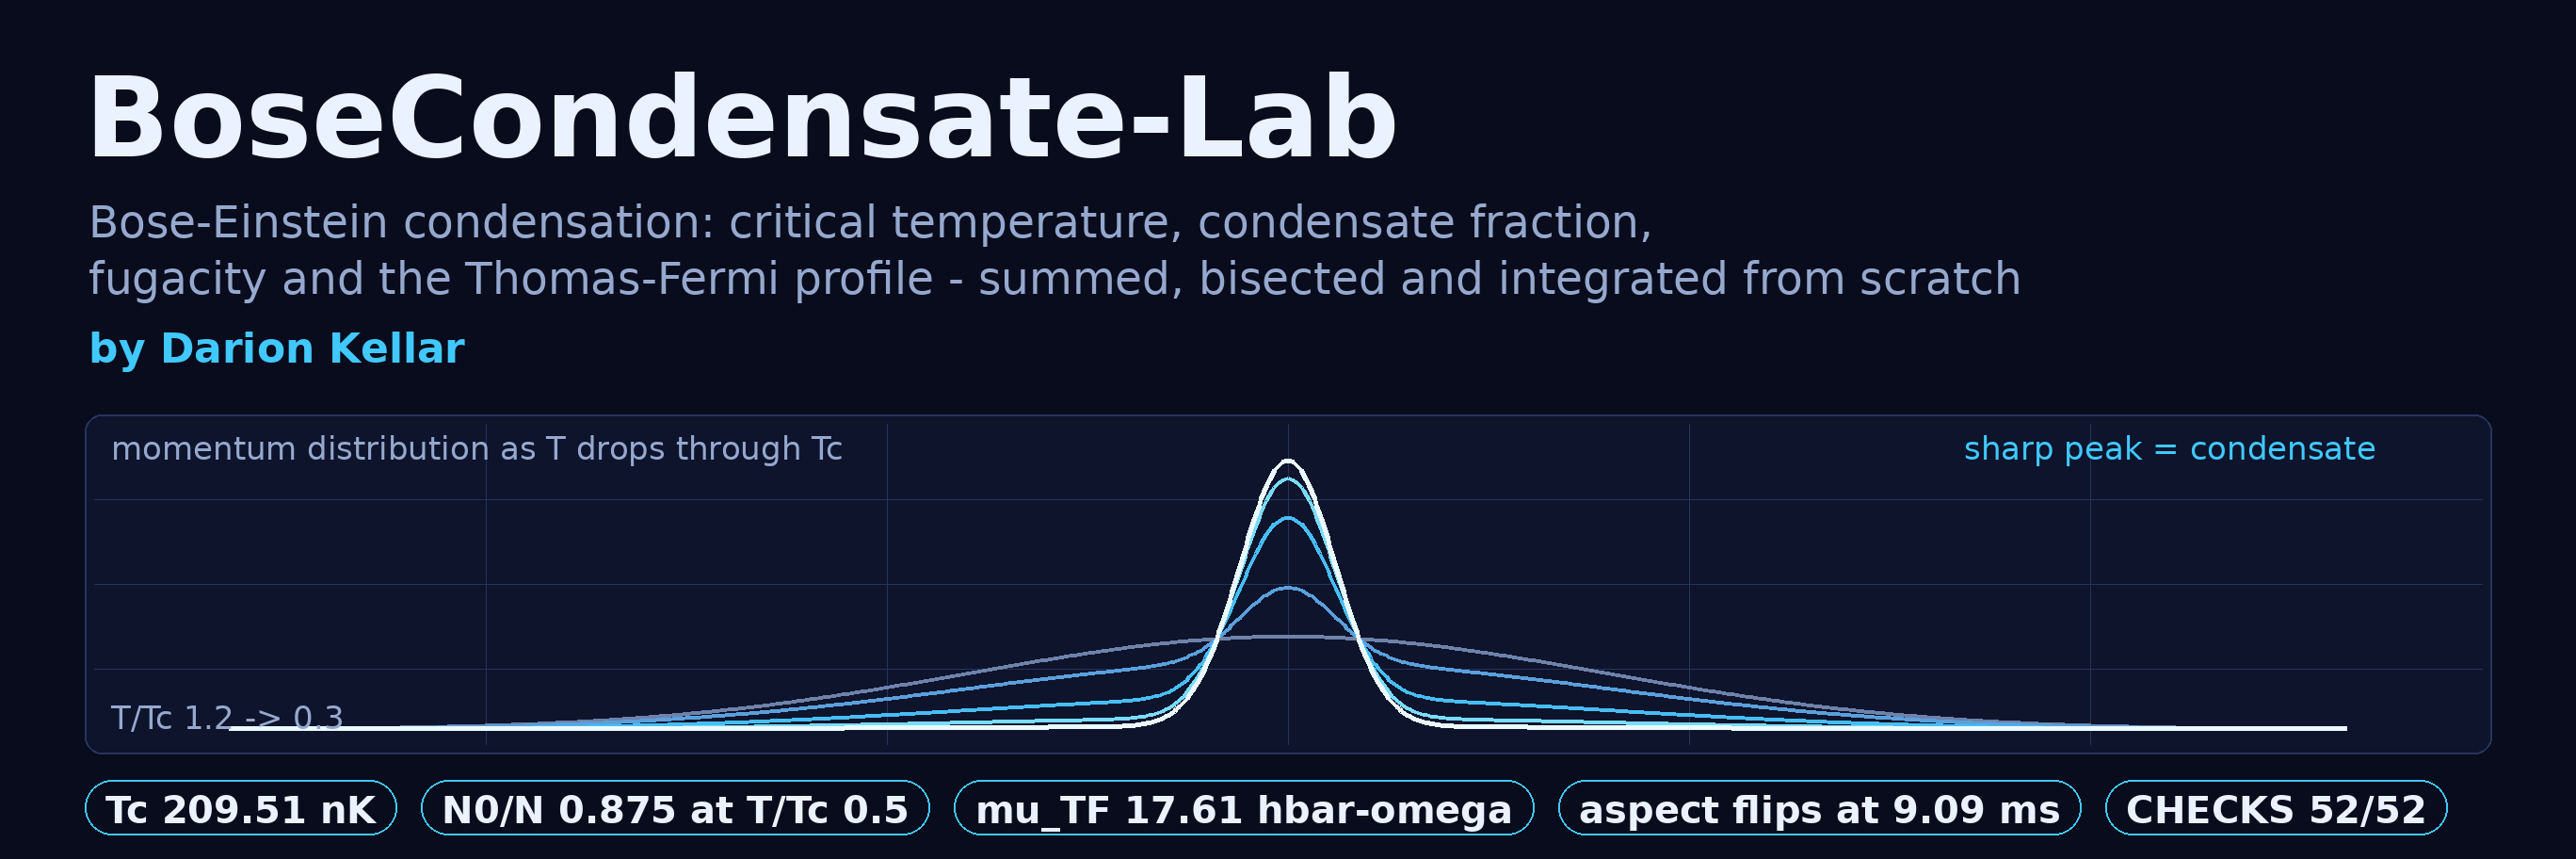 BoseCondensate-Lab
Bose-Einstein condensation: critical temperature, condensate fraction,
fugacity and the Thomas-Fermi profile - summed, bisected and integrated from scratch
by Darion Kellar
momentum distribution as T drops through Tc
sharp peak = condensate
T/Tc 1.2 -> 0.3
Tc 209.51 nK
N0/N 0.875 at T/Tc 0.5
mu_TF 17.61 hbar-omega
aspect flips at 9.09 ms
CHECKS 52/52